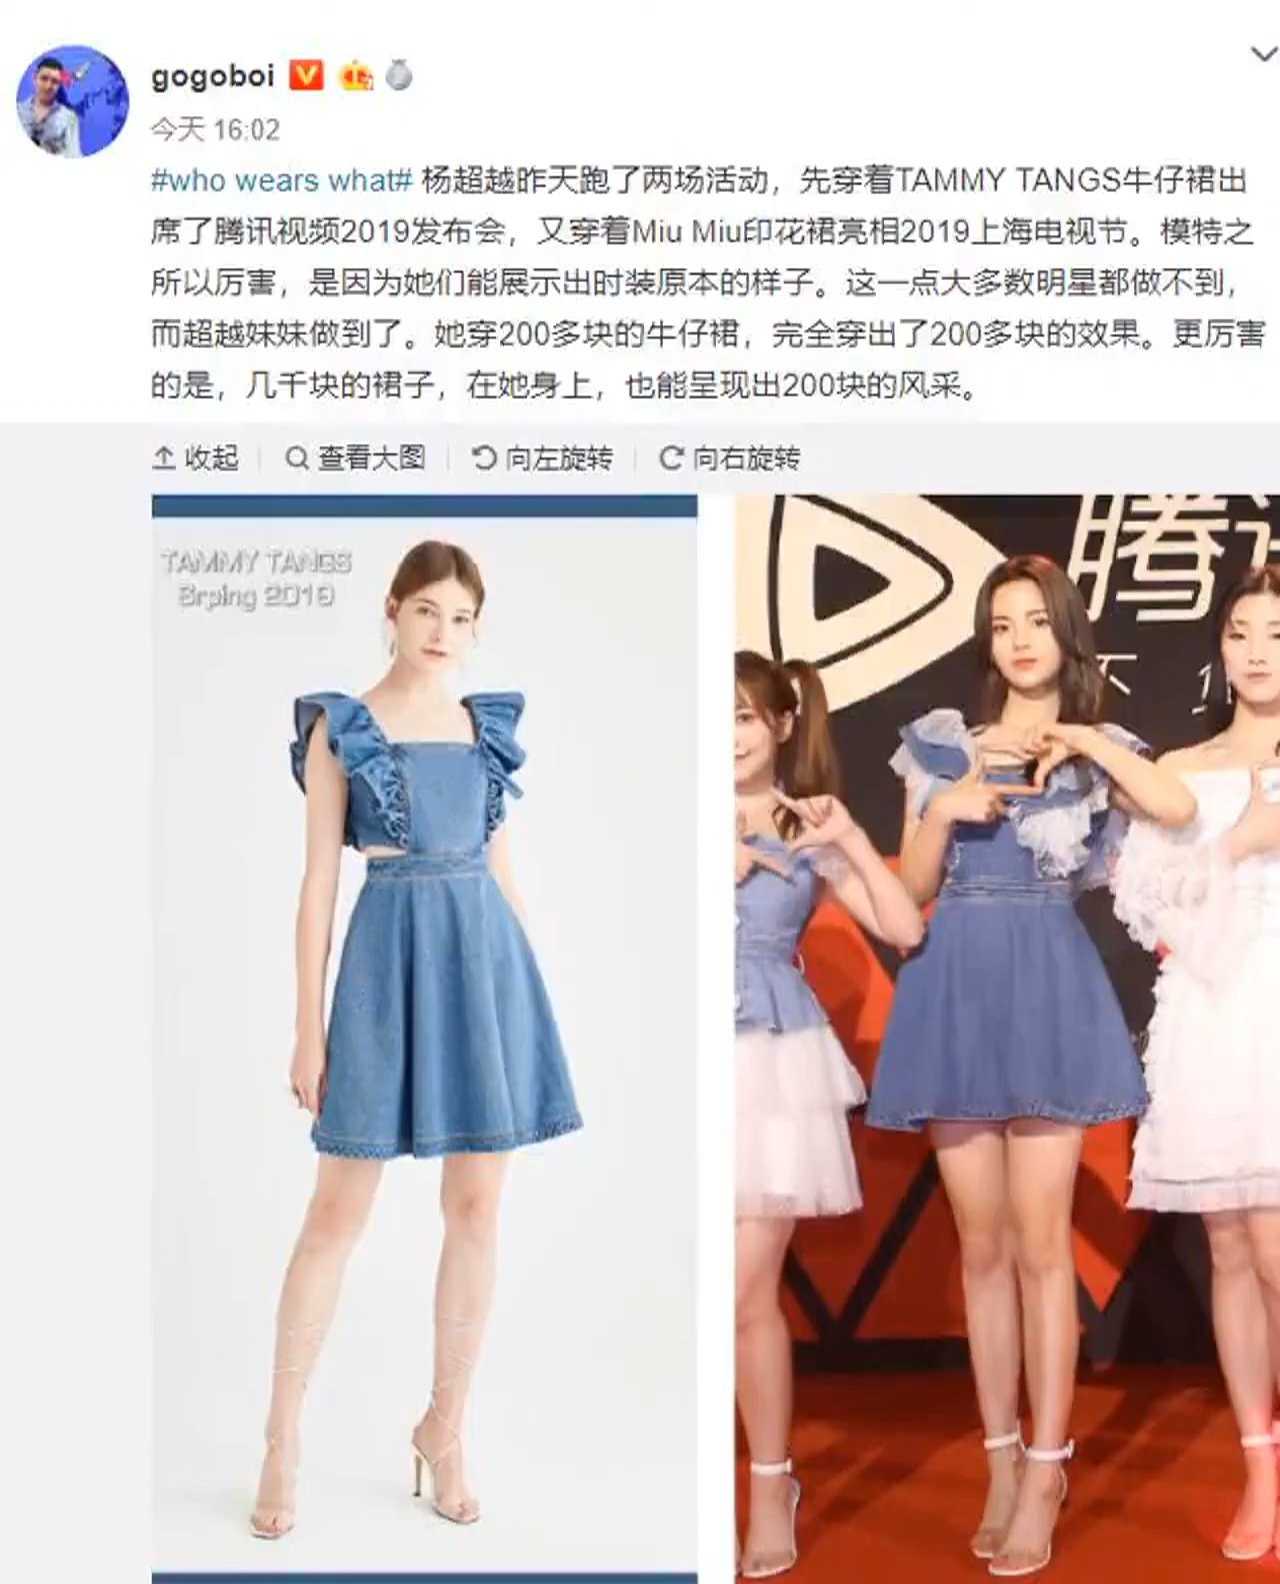 gogoboi
今天 16:02
#who wears what# 杨超越昨天跑了两场活动，先穿着TAMMY TANGS牛仔裙出
席了腾讯视频2019发布会，又穿着Miu Miu印花裙亮相2019上海电视节。模特之
所以厉害，是因为她们能展示出时装原本的样子。这一点大多数明星都做不到，
而超越妹妹做到了。她穿200多块的牛仔裙，完全穿出了200多块的效果。更厉害
的是，几千块的裙子，在她身上，也能呈现出200块的风采。
收起 查看大图 向左旋转 向右旋转
TAMMY TANGS
Srping 2019
腾讯
不